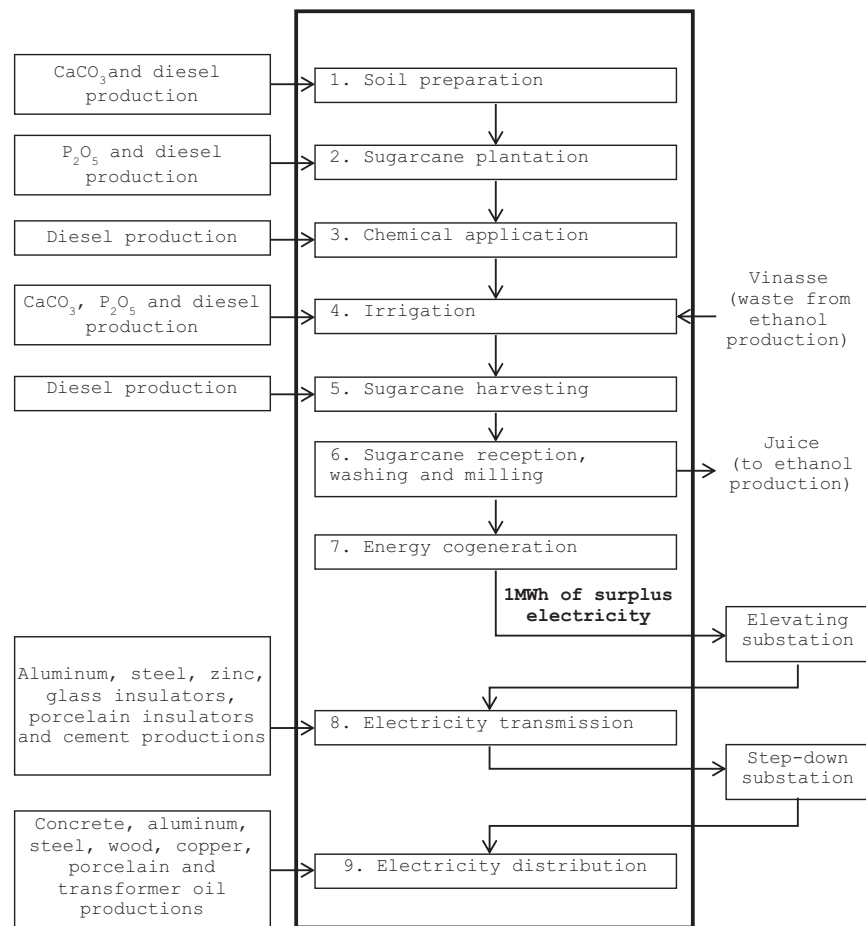 CaCO₃and diesel
production
1. Soil preparation
P₂O₅ and diesel
production
2. Sugarcane plantation
Diesel production
3. Chemical application
CaCO₃, P₂O₅ and diesel
production
4. Irrigation
Vinasse
(waste from
ethanol
production)
Diesel production
5. Sugarcane harvesting
6. Sugarcane reception,
washing and milling
Juice
(to ethanol
production)
7. Energy cogeneration
1MWh of surplus
electricity
Elevating
substation
Aluminum, steel, zinc,
glass insulators,
porcelain insulators
and cement productions
8. Electricity transmission
Step-down
substation
Concrete, aluminum,
steel, wood, copper,
porcelain and
transformer oil
productions
9. Electricity distribution